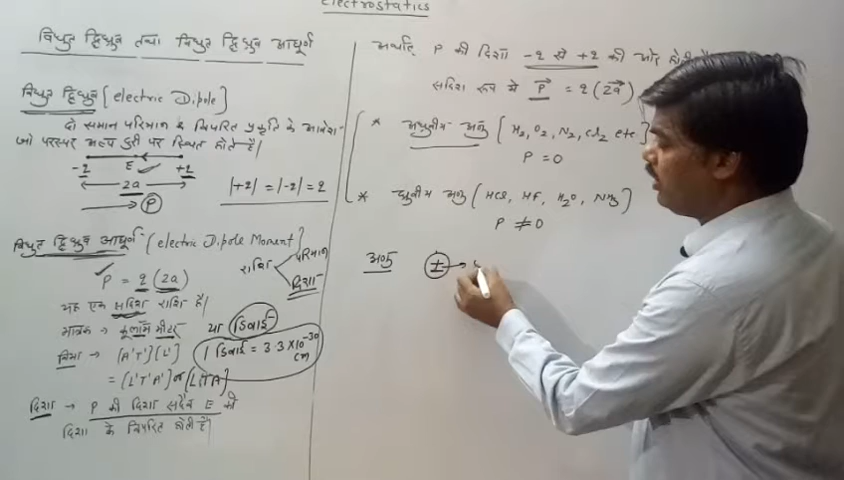 Electrostatics
विधुत द्विध्रुव तथा विधुत द्विध्रुव आघूर्ण
विधुत द्विध्रुव (electric Dipole)
दो समान परिमाण व विपरित प्रकृति के आवेश
जो परस्पर अल्प दुरी पर स्थित होते है।
E
-q +q
2a
P
|+q| = |-q| = q
विधुत द्विध्रुव आघूर्ण (electric Dipole Moment)
राशि परिमाण
दिशा
P = q (2a)
यह एक सदिश राशि है।
मात्रक → कूलाॅम मीटर या डिबाई
1 डिबाई = 3.3×10⁻³⁰
cm
विमा → [A'T'][L']
= [L'T'A'] or [LTA]
दिशा → P की दिशा सदैव E की
दिशा के विपरित होती है।
अर्थात् P की दिशा -q से +q की ओर होती है
सदिश रूप में P⃗ = q(2a⃗)
* अध्रुवीय अणु (H₂, O₂, N₂, etc
P = 0
* ध्रुवीय अणु (HCl, HF, H₂O, NH₃)
P ≠ 0
अणु ± →